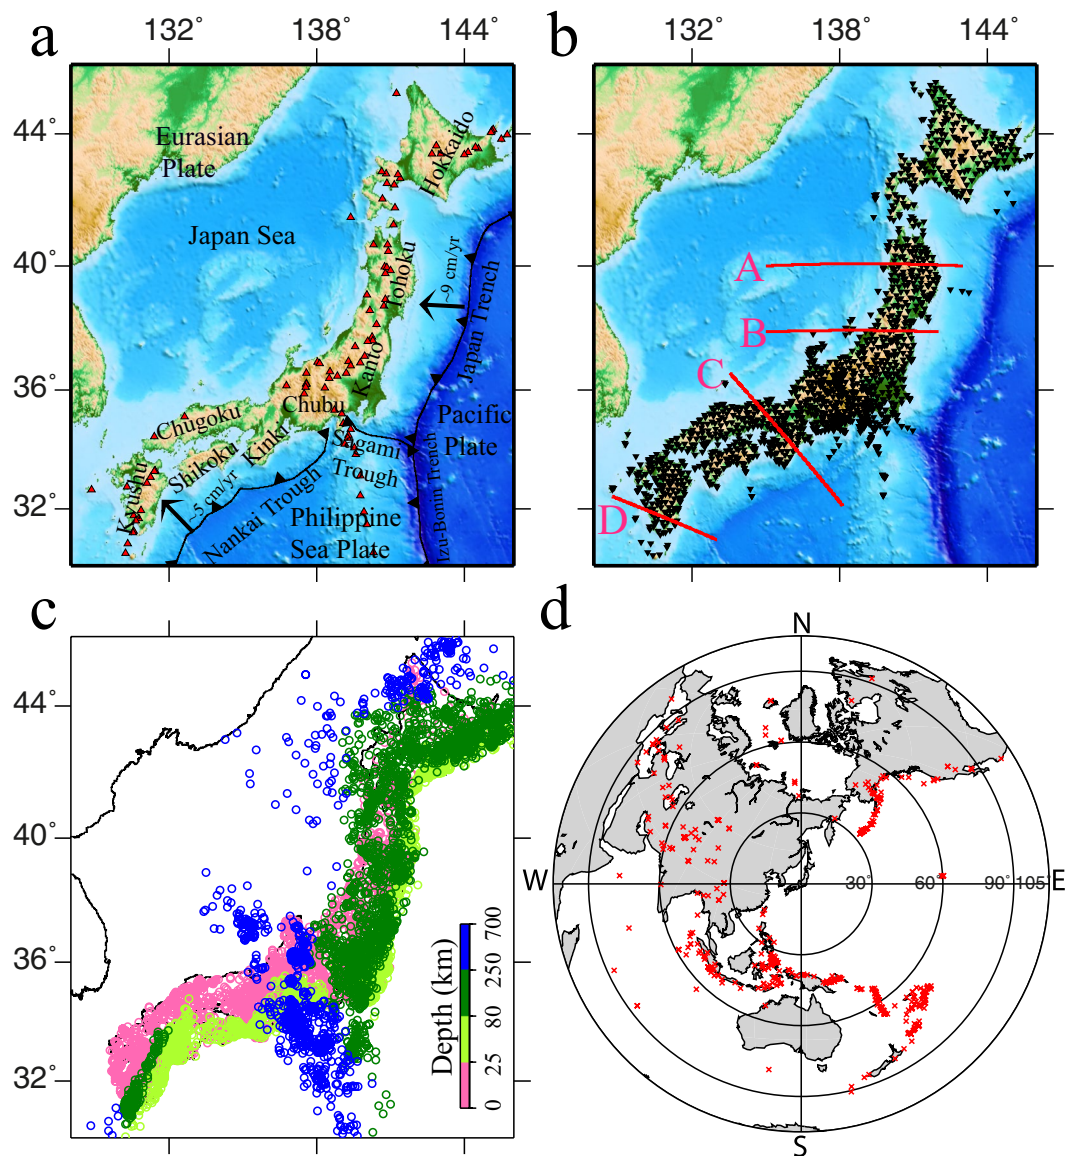 a
132° 138° 144°
44°
40°
36°
32°
Eurasian
Plate
Japan Sea
Hokkaido
Tohoku
~9 cm/yr
Japan Trench
Kanto
Chubu
Pacific
Plate
Chugoku
Kinki
Shikoku
Sagami
Trough
Kyushu
~5 cm/yr
Nankai Trough
Philippine
Sea Plate
Izu-Bonin Trench
b
132° 138° 144°
A
B
C
D
c
44°
40°
36°
32°
Depth (km)
0 25 80 250 700
d
N
W
30° 60° 90° 105°
E
S